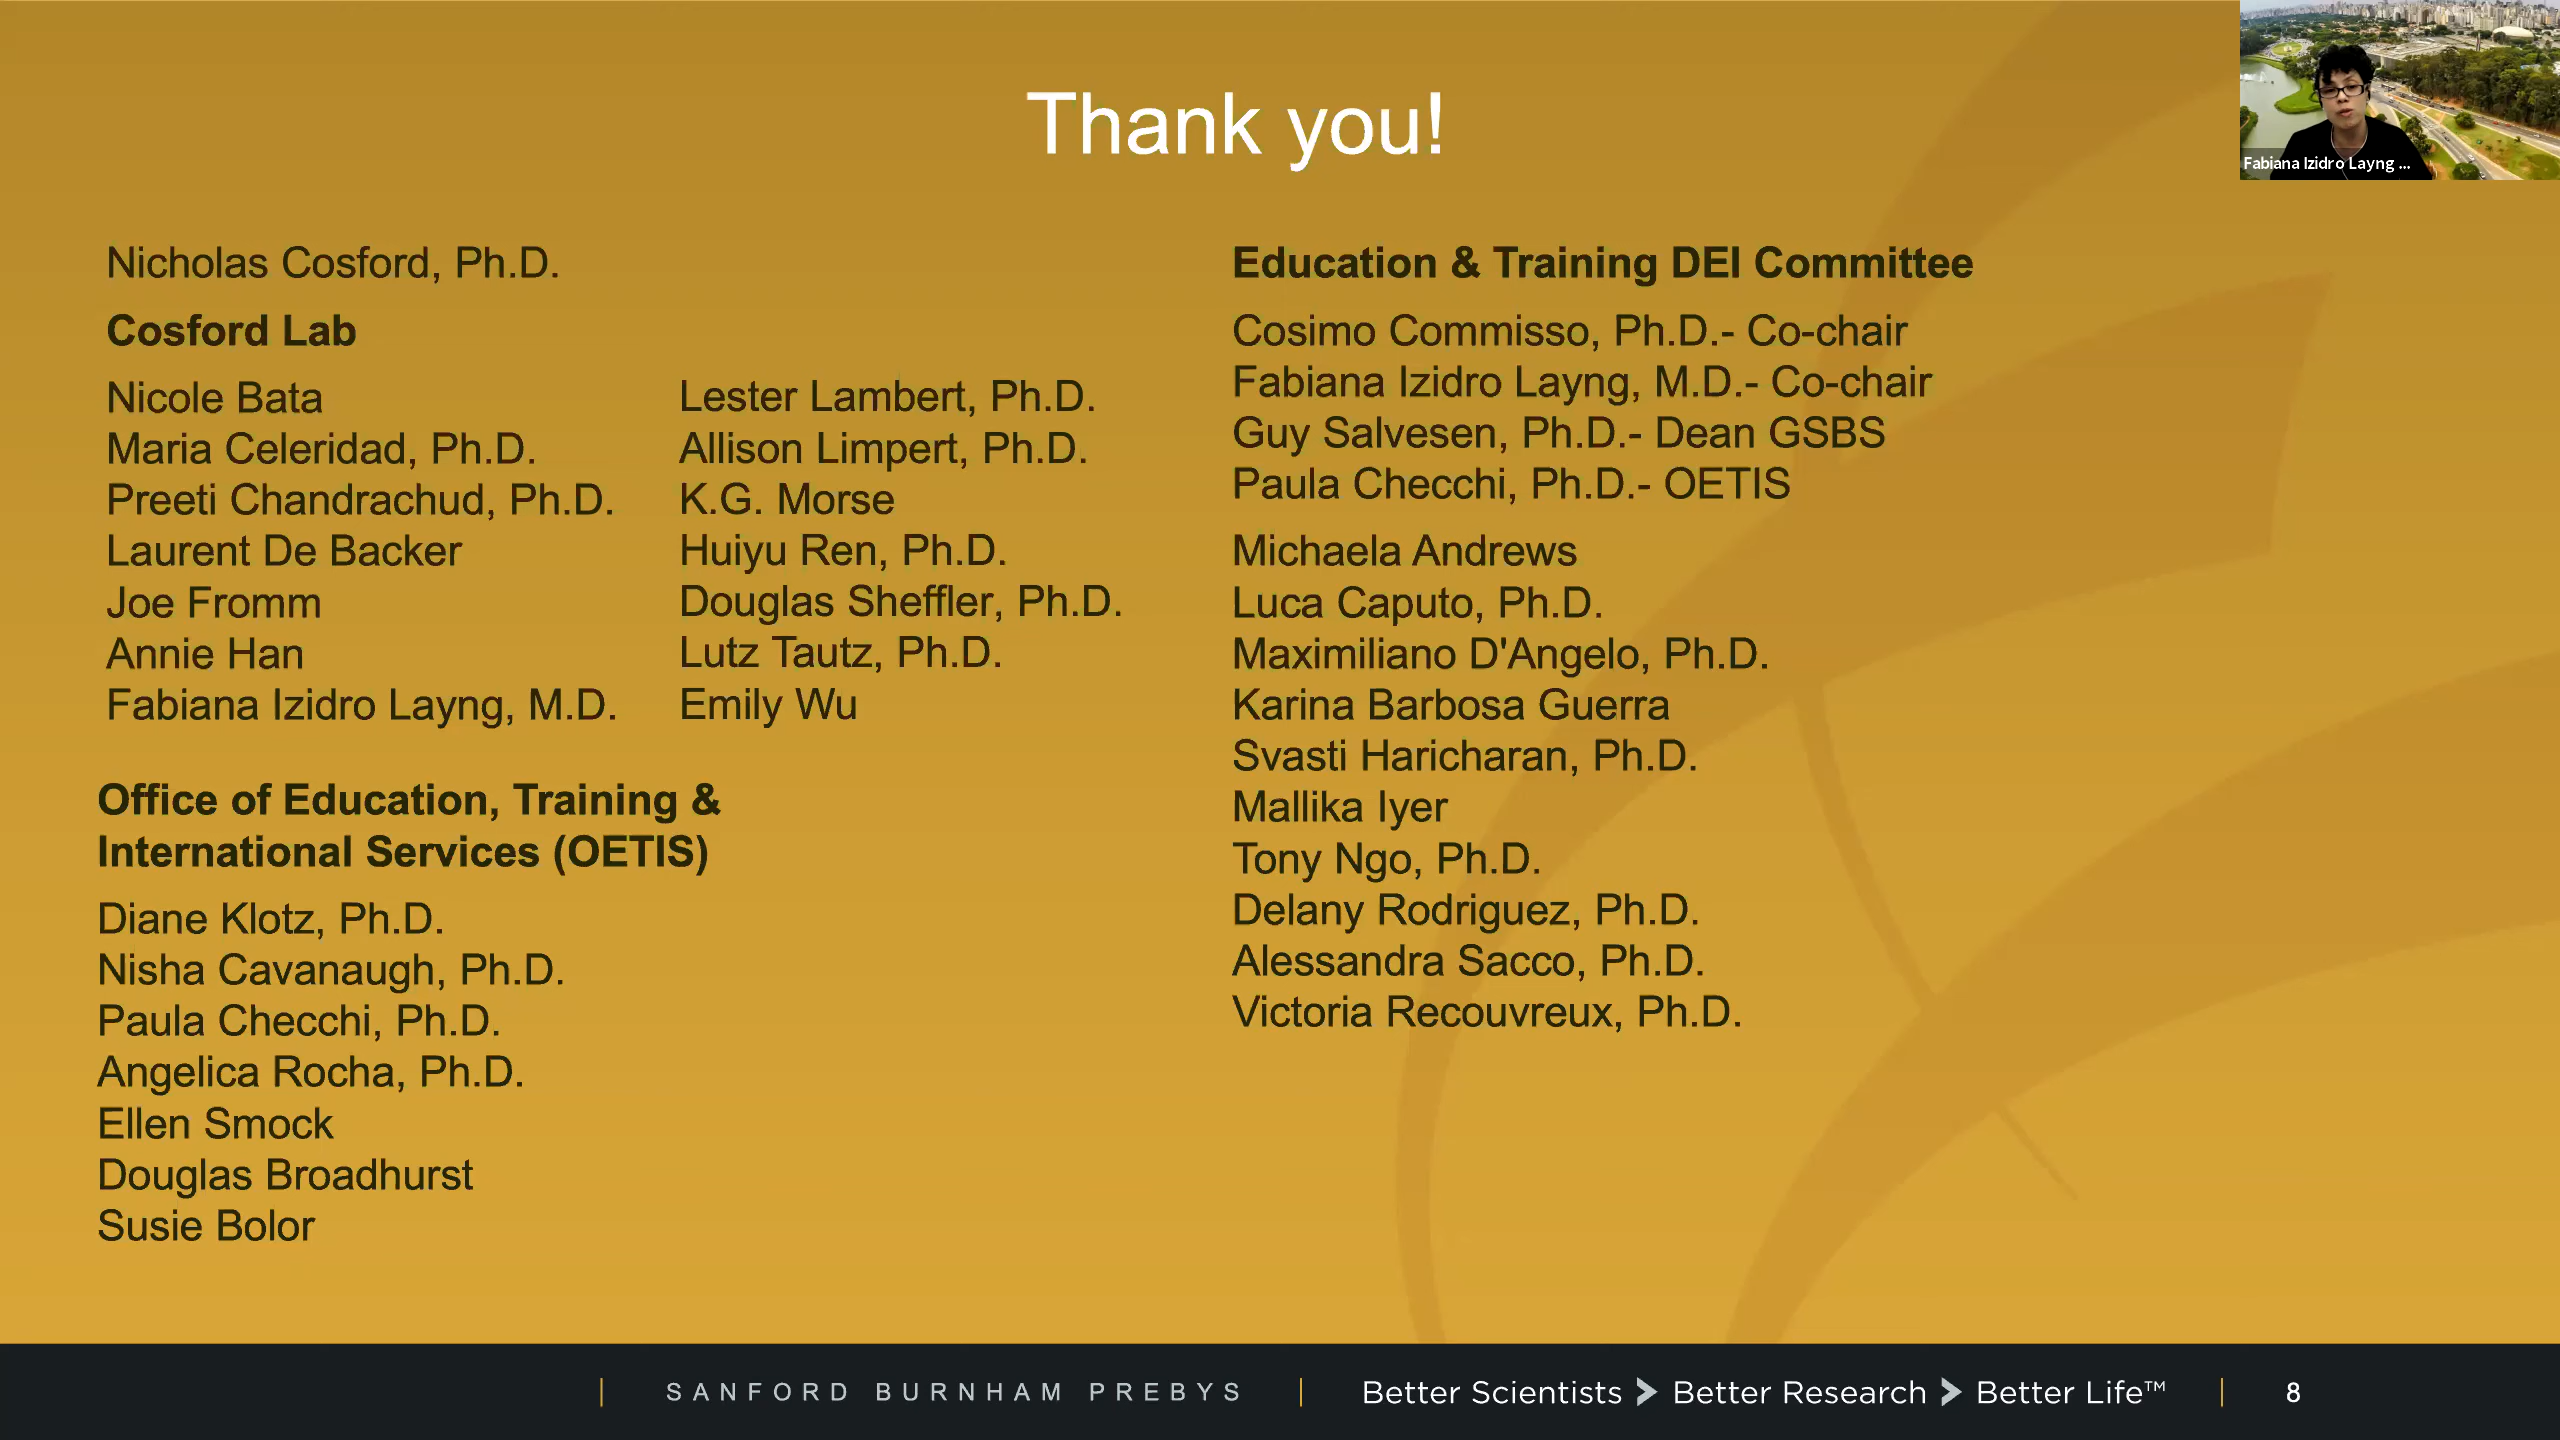 Thank you!
Fabiana Izidro Layng ...
Nicholas Cosford, Ph.D.
Cosford Lab
Nicole Bata
Maria Celeridad, Ph.D.
Preeti Chandrachud, Ph.D.
Laurent De Backer
Joe Fromm
Annie Han
Fabiana Izidro Layng, M.D.
Lester Lambert, Ph.D.
Allison Limpert, Ph.D.
K.G. Morse
Huiyu Ren, Ph.D.
Douglas Sheffler, Ph.D.
Lutz Tautz, Ph.D.
Emily Wu
Office of Education, Training &
International Services (OETIS)
Diane Klotz, Ph.D.
Nisha Cavanaugh, Ph.D.
Paula Checchi, Ph.D.
Angelica Rocha, Ph.D.
Ellen Smock
Douglas Broadhurst
Susie Bolor
Education & Training DEI Committee
Cosimo Commisso, Ph.D.- Co-chair
Fabiana Izidro Layng, M.D.- Co-chair
Guy Salvesen, Ph.D.- Dean GSBS
Paula Checchi, Ph.D.- OETIS
Michaela Andrews
Luca Caputo, Ph.D.
Maximiliano D'Angelo, Ph.D.
Karina Barbosa Guerra
Svasti Haricharan, Ph.D.
Mallika Iyer
Tony Ngo, Ph.D.
Delany Rodriguez, Ph.D.
Alessandra Sacco, Ph.D.
Victoria Recouvreux, Ph.D.
SANFORD BURNHAM PREBYS
Better Scientists > Better Research > Better Life™
8